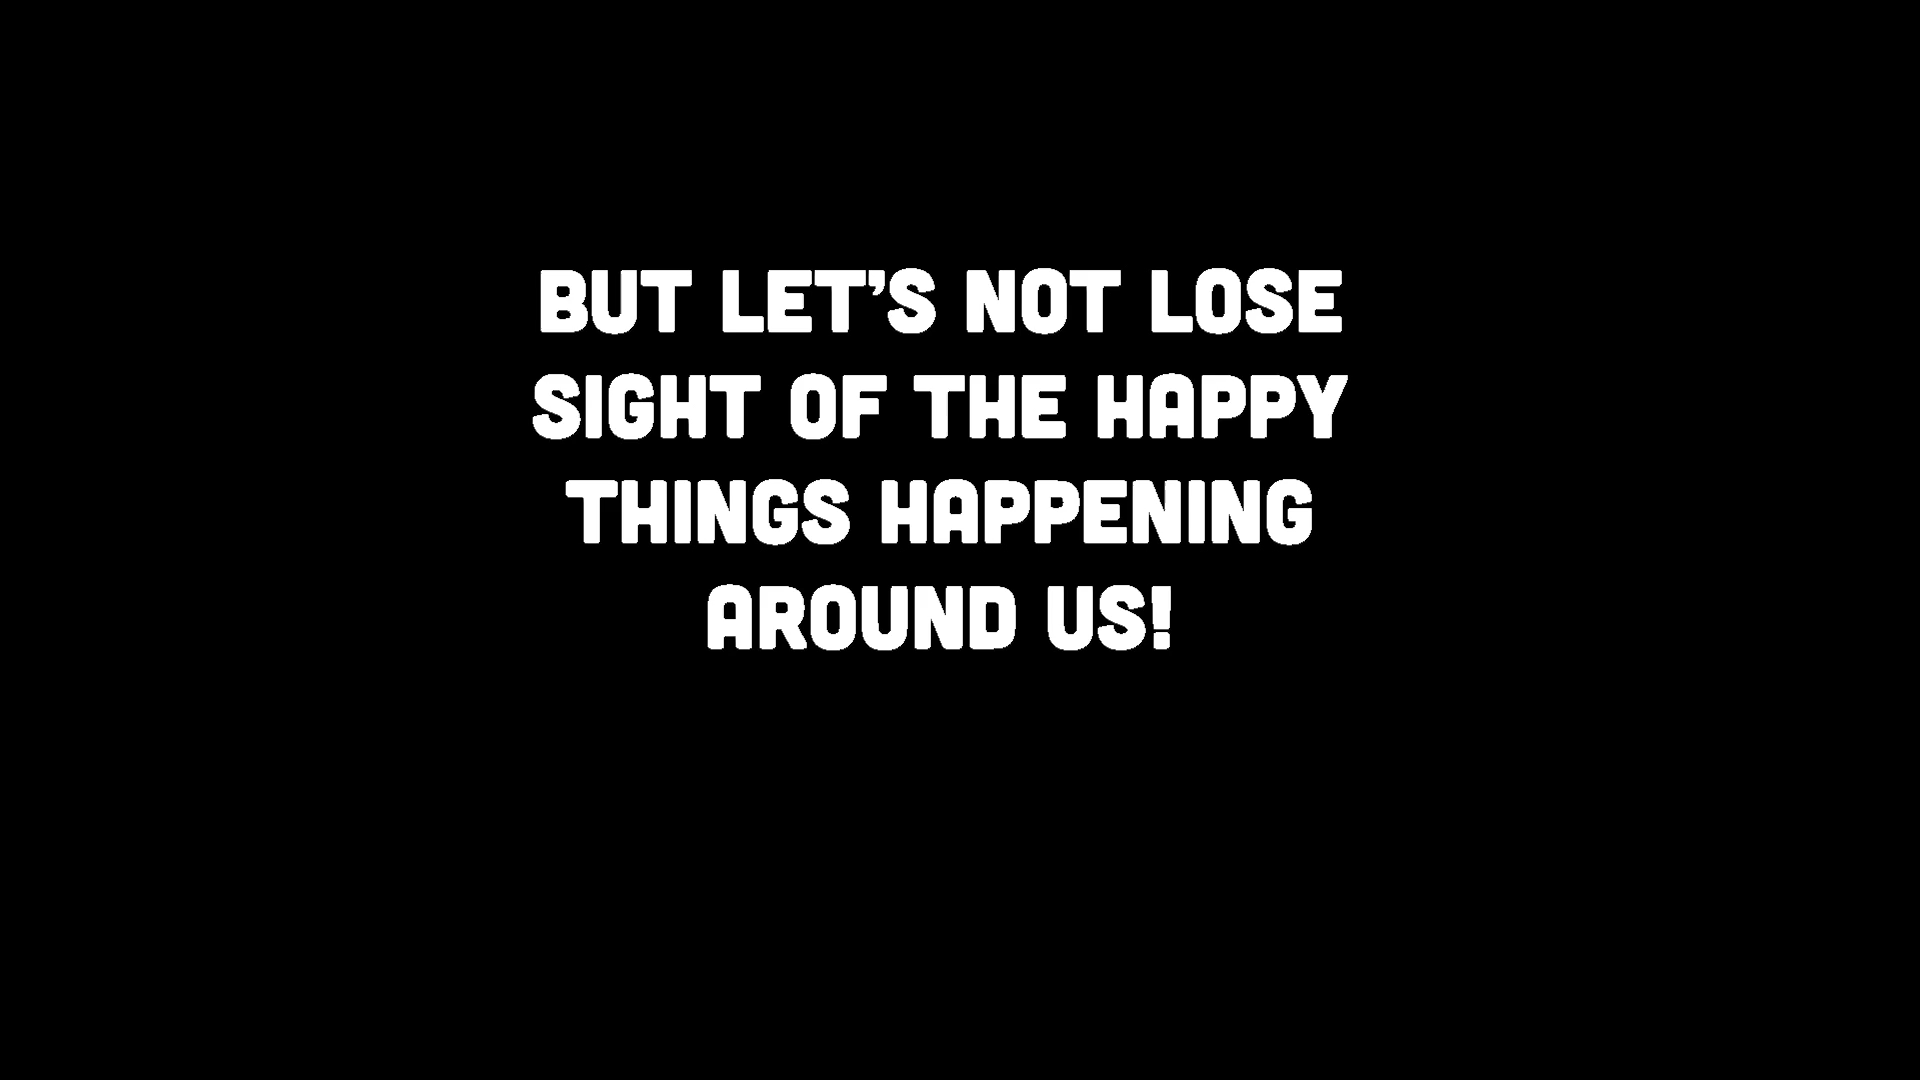 BUT LET’S NOT LOSE
SIGHT OF THE HAPPY
THINGS HAPPENING
AROUND US!